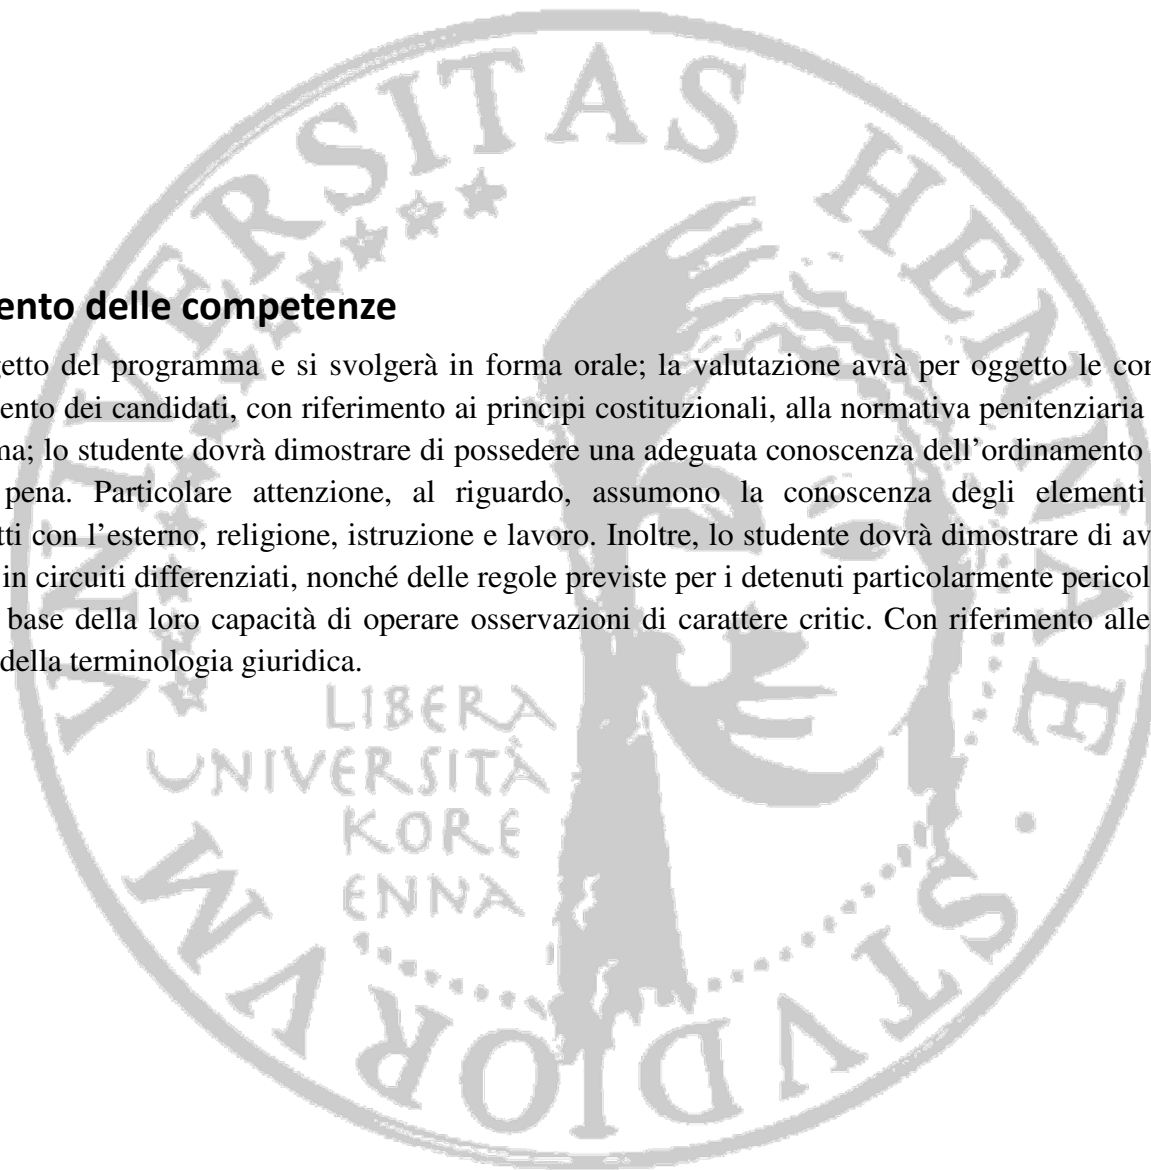 VNIVERSITAS HENNAE · STVDIORVM
ento delle competenze
getto del programma e si svolgerà in forma orale; la valutazione avrà per oggetto le con
ento dei candidati, con riferimento ai principi costituzionali, alla normativa penitenziaria
na; lo studente dovrà dimostrare di possedere una adeguata conoscenza dell’ordinamento
pena. Particolare attenzione, al riguardo, assumono la conoscenza degli elementi
tti con l’esterno, religione, istruzione e lavoro. Inoltre, lo studente dovrà dimostrare di av
in circuiti differenziati, nonché delle regole previste per i detenuti particolarmente pericol
base della loro capacità di operare osservazioni di carattere critic. Con riferimento alle
della terminologia giuridica.
LIBERA
UNIVERSITÀ
KORE
ENNA